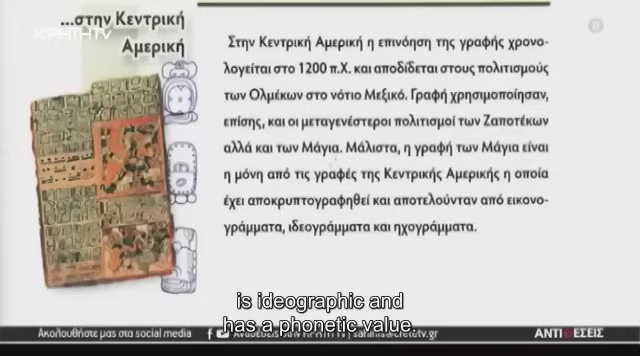 ΚΡΗΤΗTV
...στην Κεντρική
Αμερική
Στην Κεντρική Αμερική η επινόηση της γραφής χρονο-
λογείται στο 1200 π.Χ. και αποδίδεται στους πολιτισμούς
των Ολμέκων στο νότιο Μεξικό. Γραφή χρησιμοποίησαν,
επίσης, και οι μεταγενέστεροι πολιτισμοί των Ζαποτέκων
αλλά και των Μάγια. Μάλιστα, η γραφή των Μάγια είναι
η μόνη από τις γραφές της Κεντρικής Αμερικής η οποία
έχει αποκρυπτογραφηθεί και αποτελούνταν από εικονο-
γράμματα, ιδεογράμματα και ηχογράμματα.
is ideographic and
has a phonetic value.
Ακολουθήστε μας στα social media
ΑΝΤΙΘΕΣΕΙΣ